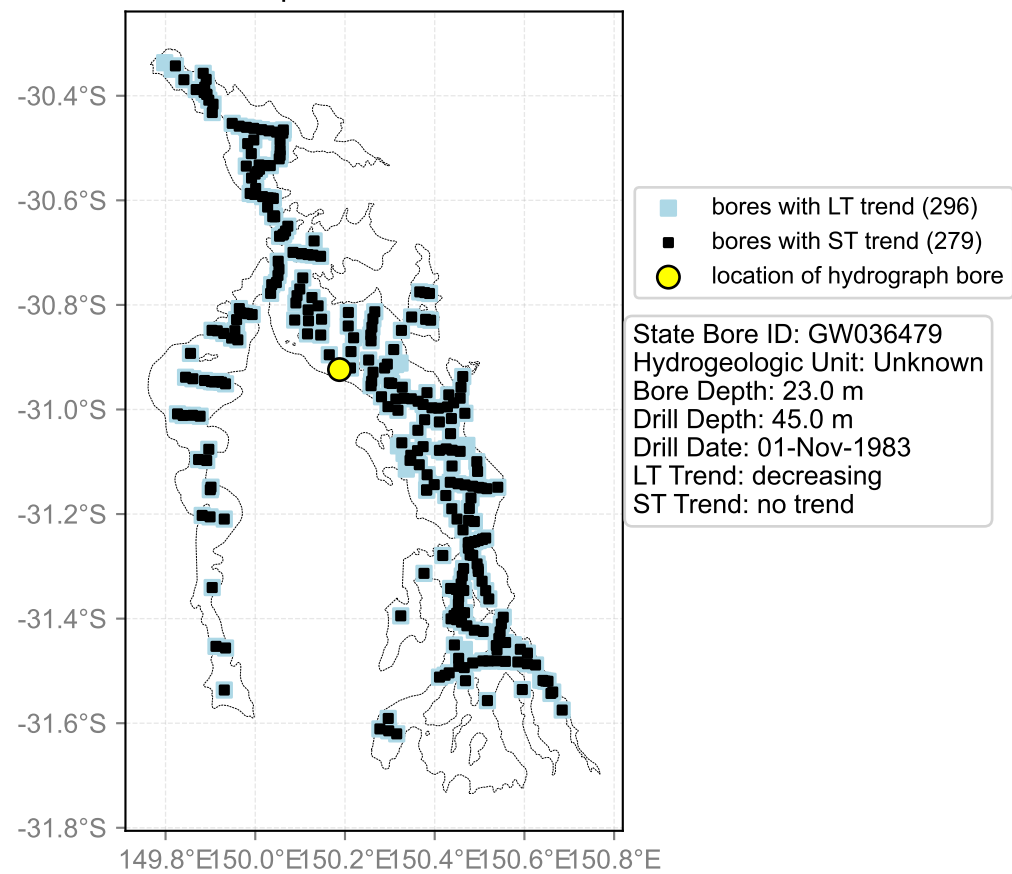 -30.4°S
-30.6°S
-30.8°S
-31.0°S
-31.2°S
-31.4°S
-31.6°S
-31.8°S
149.8°E150.0°E150.2°E150.4°E150.6°E150.8°E
bores with LT trend (296)
bores with ST trend (279)
location of hydrograph bore
State Bore ID: GW036479
Hydrogeologic Unit: Unknown
Bore Depth: 23.0 m
Drill Depth: 45.0 m
Drill Date: 01-Nov-1983
LT Trend: decreasing
ST Trend: no trend